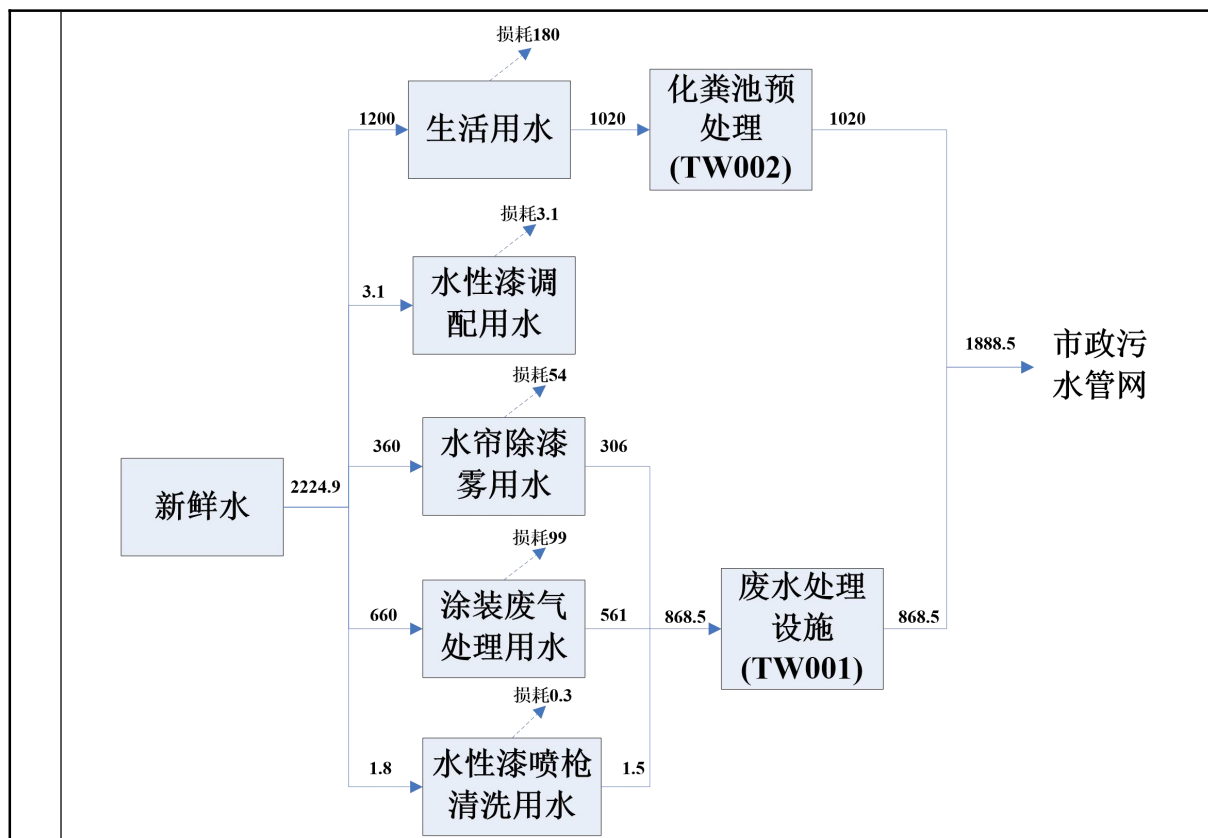 损耗180
1200
生活用水
1020
化粪池预
处理
(TW002)
1020
损耗3.1
3.1
水性漆调
配用水
1888.5
市政污
水管网
损耗54
360
水帘除漆
雾用水
306
新鲜水
2224.9
损耗99
660
涂装废气
处理用水
561
868.5
废水处理
设施
(TW001)
868.5
损耗0.3
1.8
水性漆喷枪
清洗用水
1.5